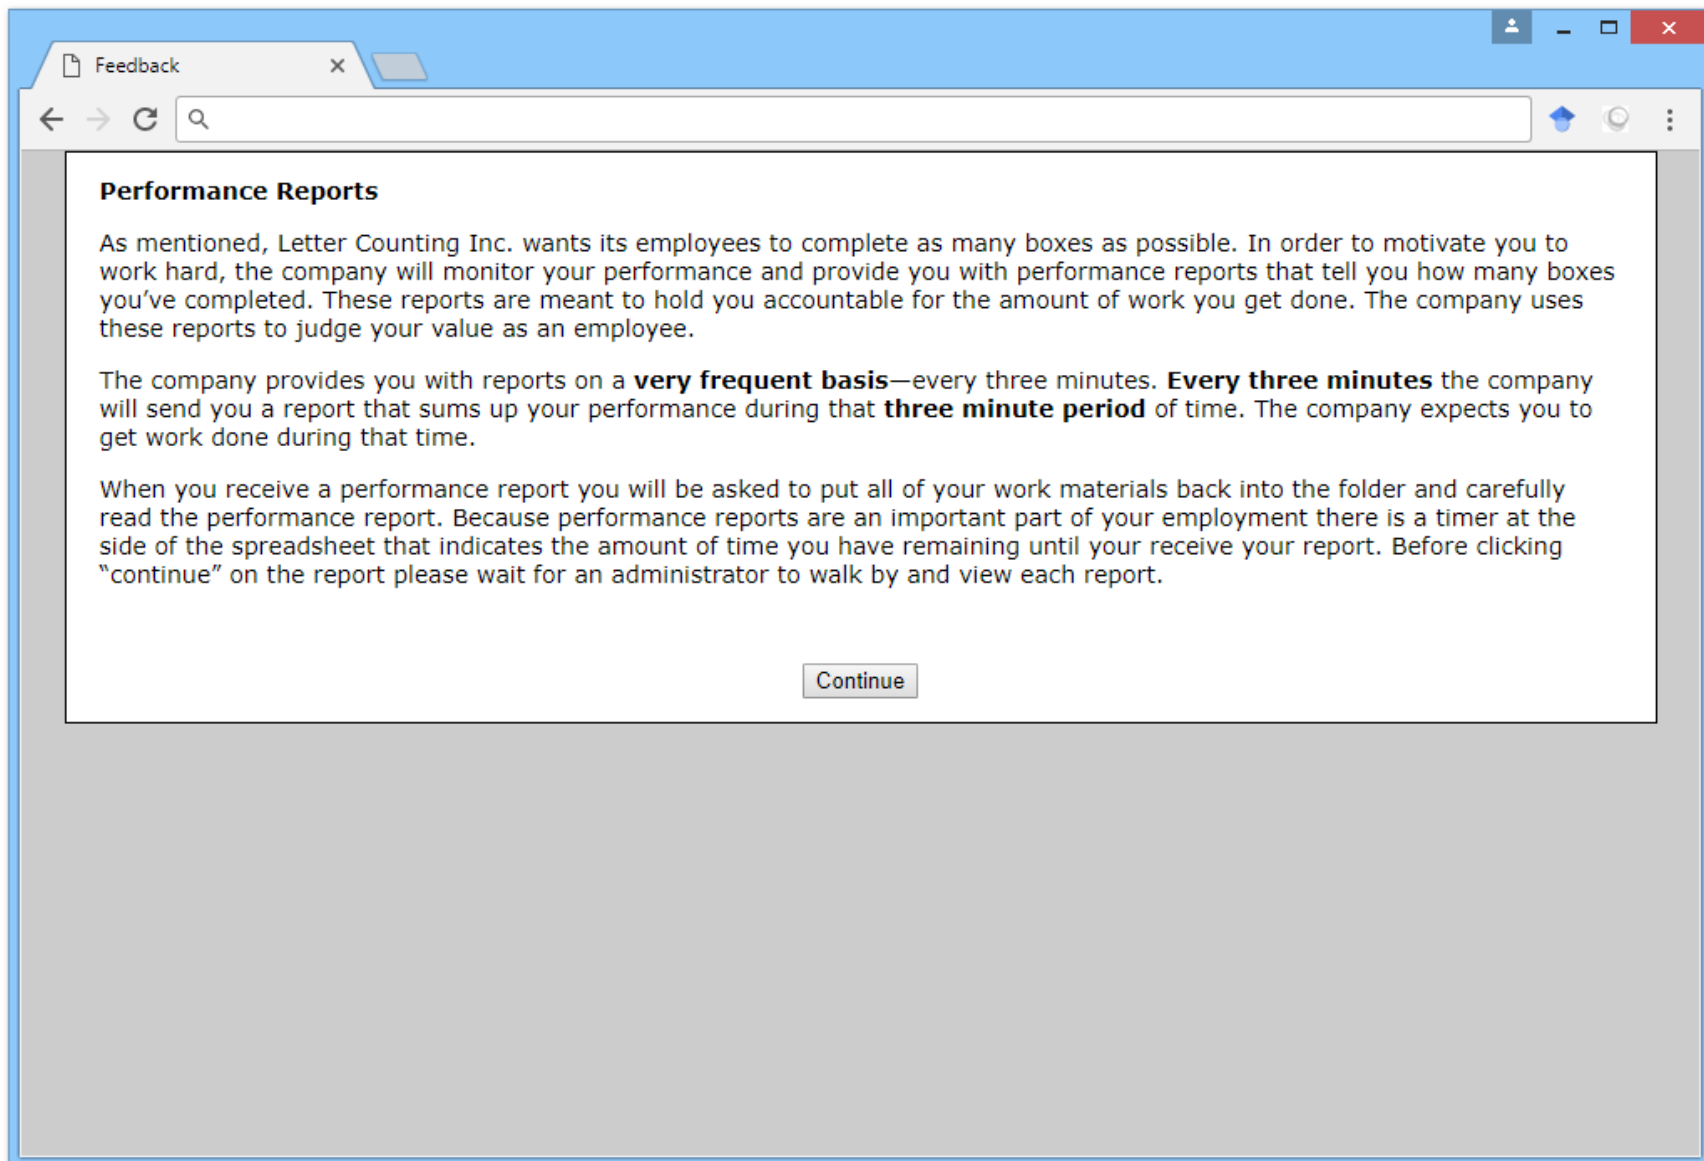 Feedback
Performance Reports
As mentioned, Letter Counting Inc. wants its employees to complete as many boxes as possible. In order to motivate you to
work hard, the company will monitor your performance and provide you with performance reports that tell you how many boxes
you’ve completed. These reports are meant to hold you accountable for the amount of work you get done. The company uses
these reports to judge your value as an employee.
The company provides you with reports on a very frequent basis—every three minutes. Every three minutes the company
will send you a report that sums up your performance during that three minute period of time. The company expects you to
get work done during that time.
When you receive a performance report you will be asked to put all of your work materials back into the folder and carefully
read the performance report. Because performance reports are an important part of your employment there is a timer at the
side of the spreadsheet that indicates the amount of time you have remaining until your receive your report. Before clicking
“continue” on the report please wait for an administrator to walk by and view each report.
Continue